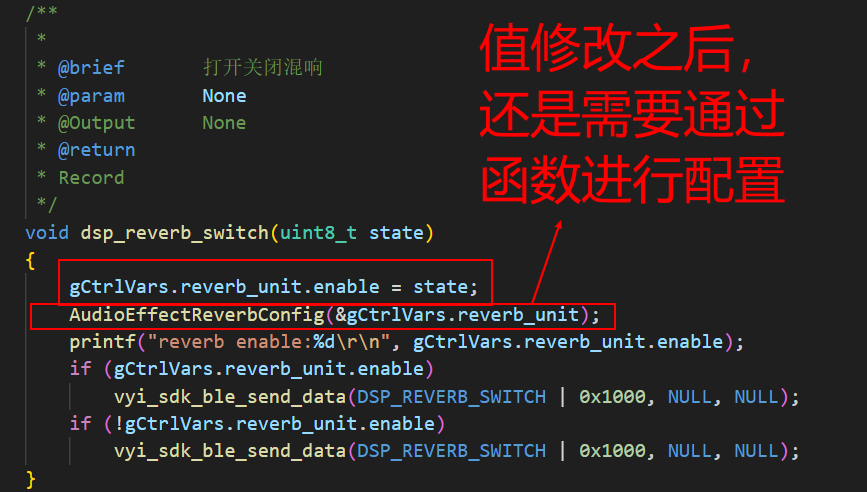 /**
 *
 * @brief 打开关闭混响
 * @param None
 * @Output None
 * @return
 * Record
 */
void dsp_reverb_switch(uint8_t state)
{
gCtrlVars.reverb_unit.enable = state;
AudioEffectReverbConfig(&gCtrlVars.reverb_unit);
printf("reverb enable:%d\r\n", gCtrlVars.reverb_unit.enable);
if (gCtrlVars.reverb_unit.enable)
vyi_sdk_ble_send_data(DSP_REVERB_SWITCH | 0x1000, NULL, NULL);
if (!gCtrlVars.reverb_unit.enable)
vyi_sdk_ble_send_data(DSP_REVERB_SWITCH | 0x1000, NULL, NULL);
}
值修改之后，
还是需要通过
函数进行配置